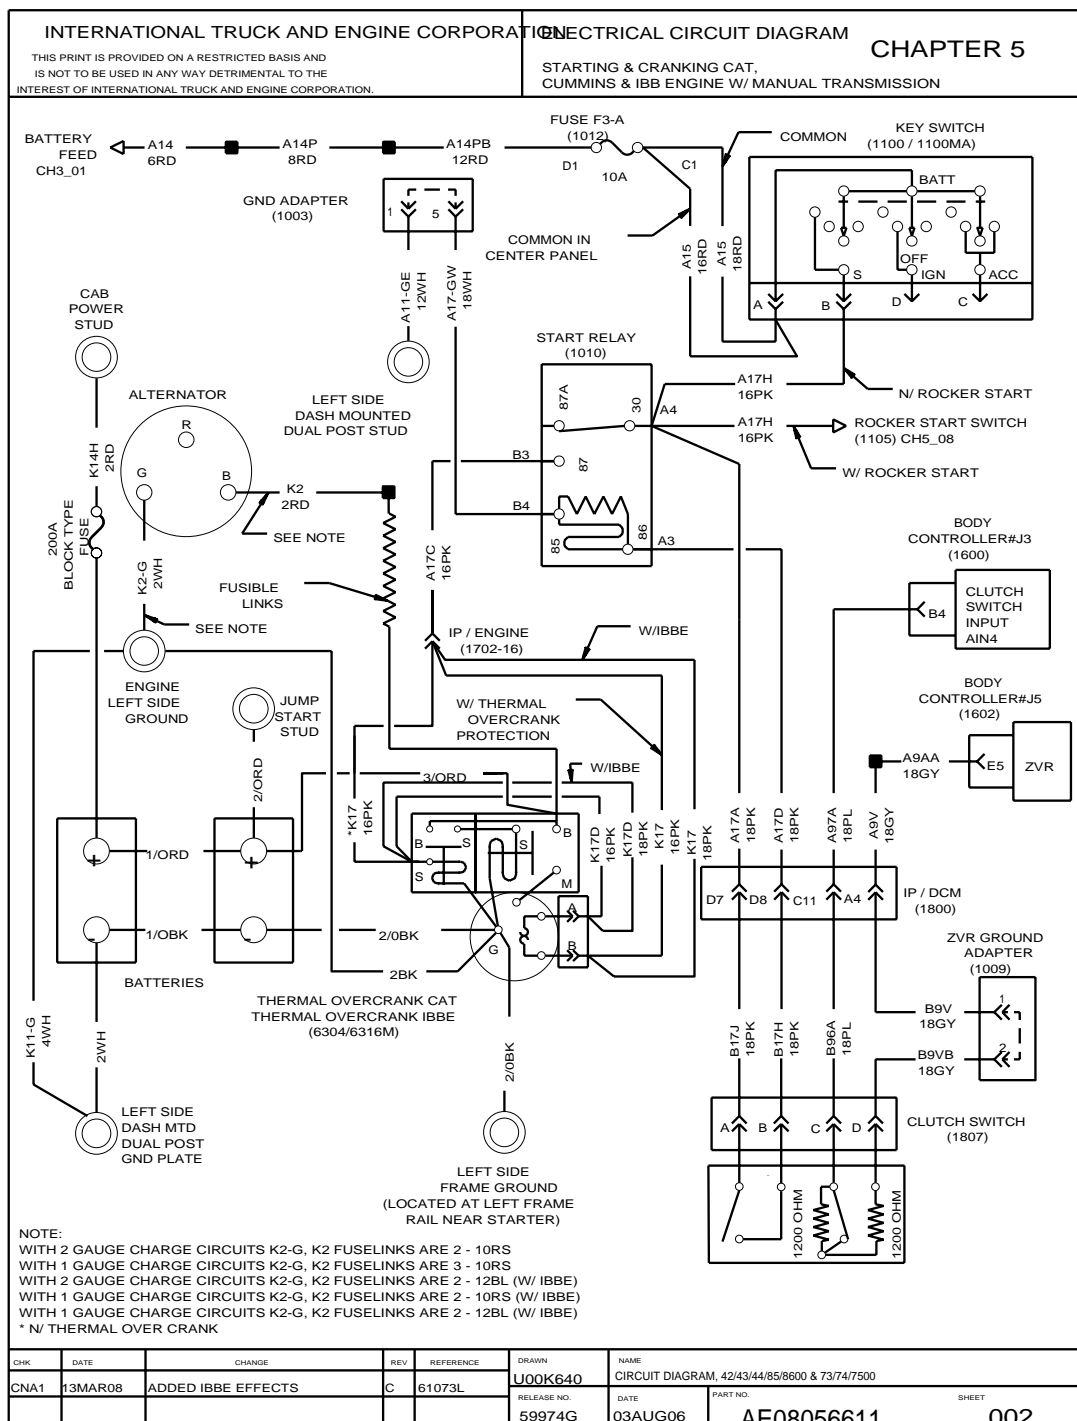 INTERNATIONAL TRUCK AND ENGINE CORPORATION
THIS PRINT IS PROVIDED ON A RESTRICTED BASIS AND
IS NOT TO BE USED IN ANY WAY DETRIMENTAL TO THE
INTEREST OF INTERNATIONAL TRUCK AND ENGINE CORPORATION.
ELECTRICAL CIRCUIT DIAGRAM
CHAPTER 5
STARTING & CRANKING CAT,
CUMMINS & IBB ENGINE W/ MANUAL TRANSMISSION
BATTERY
FEED
CH3_01
A14
6RD
A14P
8RD
A14PB
12RD
FUSE F3-A
(1012)
D1
10A
C1
COMMON
KEY SWITCH
(1100 / 1100MA)
BATT
OFF
S
IGN
ACC
A
B
D
C
GND ADAPTER
(1003)
1
5
A11-GE
12WH
A17-GW
18WH
COMMON IN
CENTER PANEL
A15
16RD
A15
18RD
CAB
POWER
STUD
START RELAY
(1010)
87A
30
A4
A17H
16PK
N/ ROCKER START
A17H
16PK
ROCKER START SWITCH
(1105) CH5_08
W/ ROCKER START
LEFT SIDE
DASH MOUNTED
DUAL POST STUD
ALTERNATOR
R
G
B
K14H
2RD
200A
BLOCK TYPE
FUSE
K2
2RD
SEE NOTE
B3
87
B4
85
86
A3
A17C
16PK
K2-G
2WH
FUSIBLE
LINKS
SEE NOTE
BODY
CONTROLLER#J3
(1600)
B4
CLUTCH
SWITCH
INPUT
AIN4
IP / ENGINE
(1702-16)
W/IBBE
ENGINE
LEFT SIDE
GROUND
JUMP
START
STUD
W/ THERMAL
OVERCRANK
PROTECTION
BODY
CONTROLLER#J5
(1602)
A9AA
18GY
E5
ZVR
2/ORD
3/ORD
W/IBBE
*K17
16PK
K17D
16PK
K17D
18PK
K17
16PK
K17
18PK
A17A
18PK
A17D
18PK
A97A
18PL
A9V
18GY
B
S
S
S
B
M
+
1/ORD
+
-
1/OBK
-
2/0BK
G
A
B
2BK
D7
D8
C11
A4
IP / DCM
(1800)
BATTERIES
THERMAL OVERCRANK CAT
THERMAL OVERCRANK IBBE
(6304/6316M)
ZVR GROUND
ADAPTER
(1009)
1
2
B9V
18GY
B9VB
18GY
K11-G
4WH
2WH
2/0BK
B17J
18PK
B17H
18PK
B96A
18PL
LEFT SIDE
DASH MTD
DUAL POST
GND PLATE
A
B
C
D
CLUTCH SWITCH
(1807)
1200 OHM
1200 OHM
LEFT SIDE
FRAME GROUND
(LOCATED AT LEFT FRAME
RAIL NEAR STARTER)
NOTE:
WITH 2 GAUGE CHARGE CIRCUITS K2-G, K2 FUSELINKS ARE 2 - 10RS
WITH 1 GAUGE CHARGE CIRCUITS K2-G, K2 FUSELINKS ARE 3 - 10RS
WITH 2 GAUGE CHARGE CIRCUITS K2-G, K2 FUSELINKS ARE 2 - 12BL (W/ IBBE)
WITH 1 GAUGE CHARGE CIRCUITS K2-G, K2 FUSELINKS ARE 2 - 10RS (W/ IBBE)
WITH 1 GAUGE CHARGE CIRCUITS K2-G, K2 FUSELINKS ARE 2 - 12BL (W/ IBBE)
* N/ THERMAL OVER CRANK
CHK DATE CHANGE REV REFERENCE
CNA1 13MAR08 ADDED IBBE EFFECTS C 61073L
DRAWN
U00K640
NAME
CIRCUIT DIAGRAM, 42/43/44/85/8600 & 73/74/7500
RELEASE NO.
59974G
DATE
03AUG06
PART NO.
AE08056611
SHEET
002